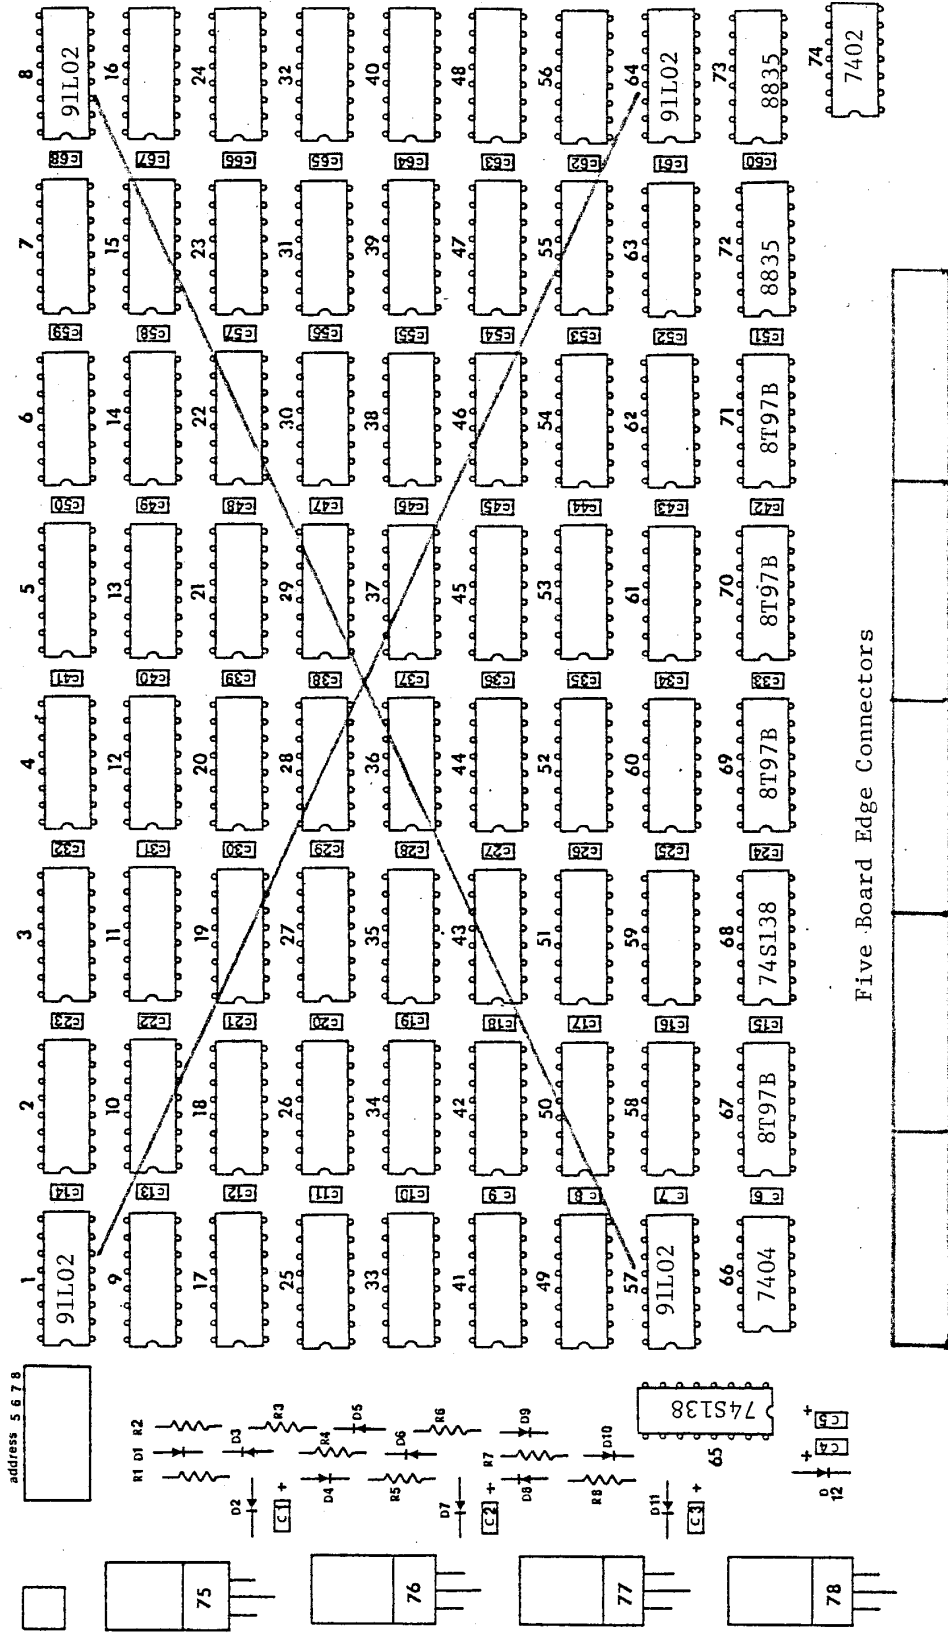 address 5 6 7 8
1 2 3 4 5 6 7 8
91L02 91L02
C14 C23 C32 C41 C50 C59 C68
9 10 11 12 13 14 15 16
C13 C22 C31 C40 C49 C58 C67
17 18 19 20 21 22 23 24
C12 C21 C30 C39 C48 C57 C66
25 26 27 28 29 30 31 32
C11 C20 C29 C38 C47 C56 C65
33 34 35 36 37 38 39 40
C10 C19 C28 C37 C46 C55 C64
41 42 43 44 45 46 47 48
C9 C18 C27 C36 C45 C54 C63
49 50 51 52 53 54 55 56
C8 C17 C26 C35 C44 C53 C62
57 58 59 60 61 62 63 64
91L02 91L02
C7 C16 C25 C34 C43 C52 C61
66 67 68 69 70 71 72 73
7404 8T97B 74S138 8T97B 8T97B 8T97B 8835 8835
C6 C15 C24 C33 C42 C51 C60
74
7402
R1 D1 R2
D2 D3 R3
C1 +
D4 R4 D5
R5 D6 R6
D7
C2 +
D8 R7 D9
R8 D10
D11
C3 +
74S138
65
D12
+ C4
+ C5
75
76
77
78
Five Board Edge Connectors